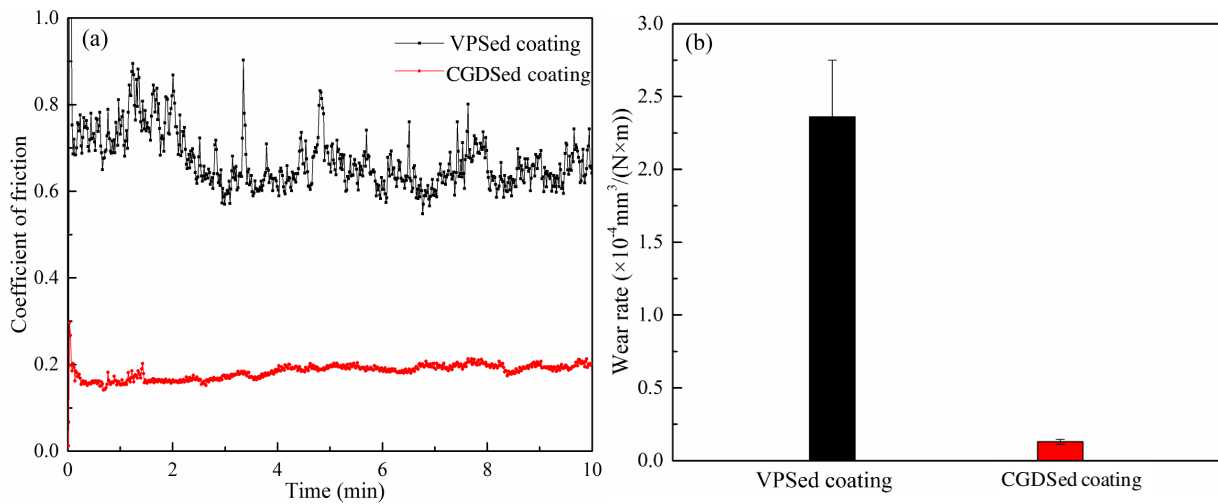 (a)
VPSed coating
CGDSed coating
Coefficient of friction
1.0
0.8
0.6
0.4
0.2
0.0
0 2 4 6 8 10
Time (min)
(b)
Wear rate (×10⁻⁴mm³/(N×m))
3.0
2.5
2.0
1.5
1.0
0.5
0.0
VPSed coating CGDSed coating